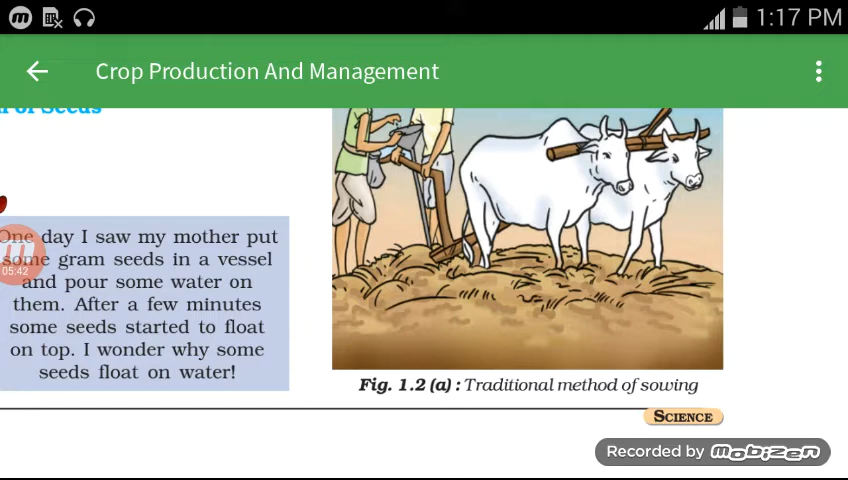 1:17 PM
Crop Production And Management
of Seeds
One day I saw my mother put
some gram seeds in a vessel
and pour some water on
them. After a few minutes
some seeds started to float
on top. I wonder why some
seeds float on water!
05:42
Fig. 1.2 (a) : Traditional method of sowing
SCIENCE
Recorded by MOBIZEN